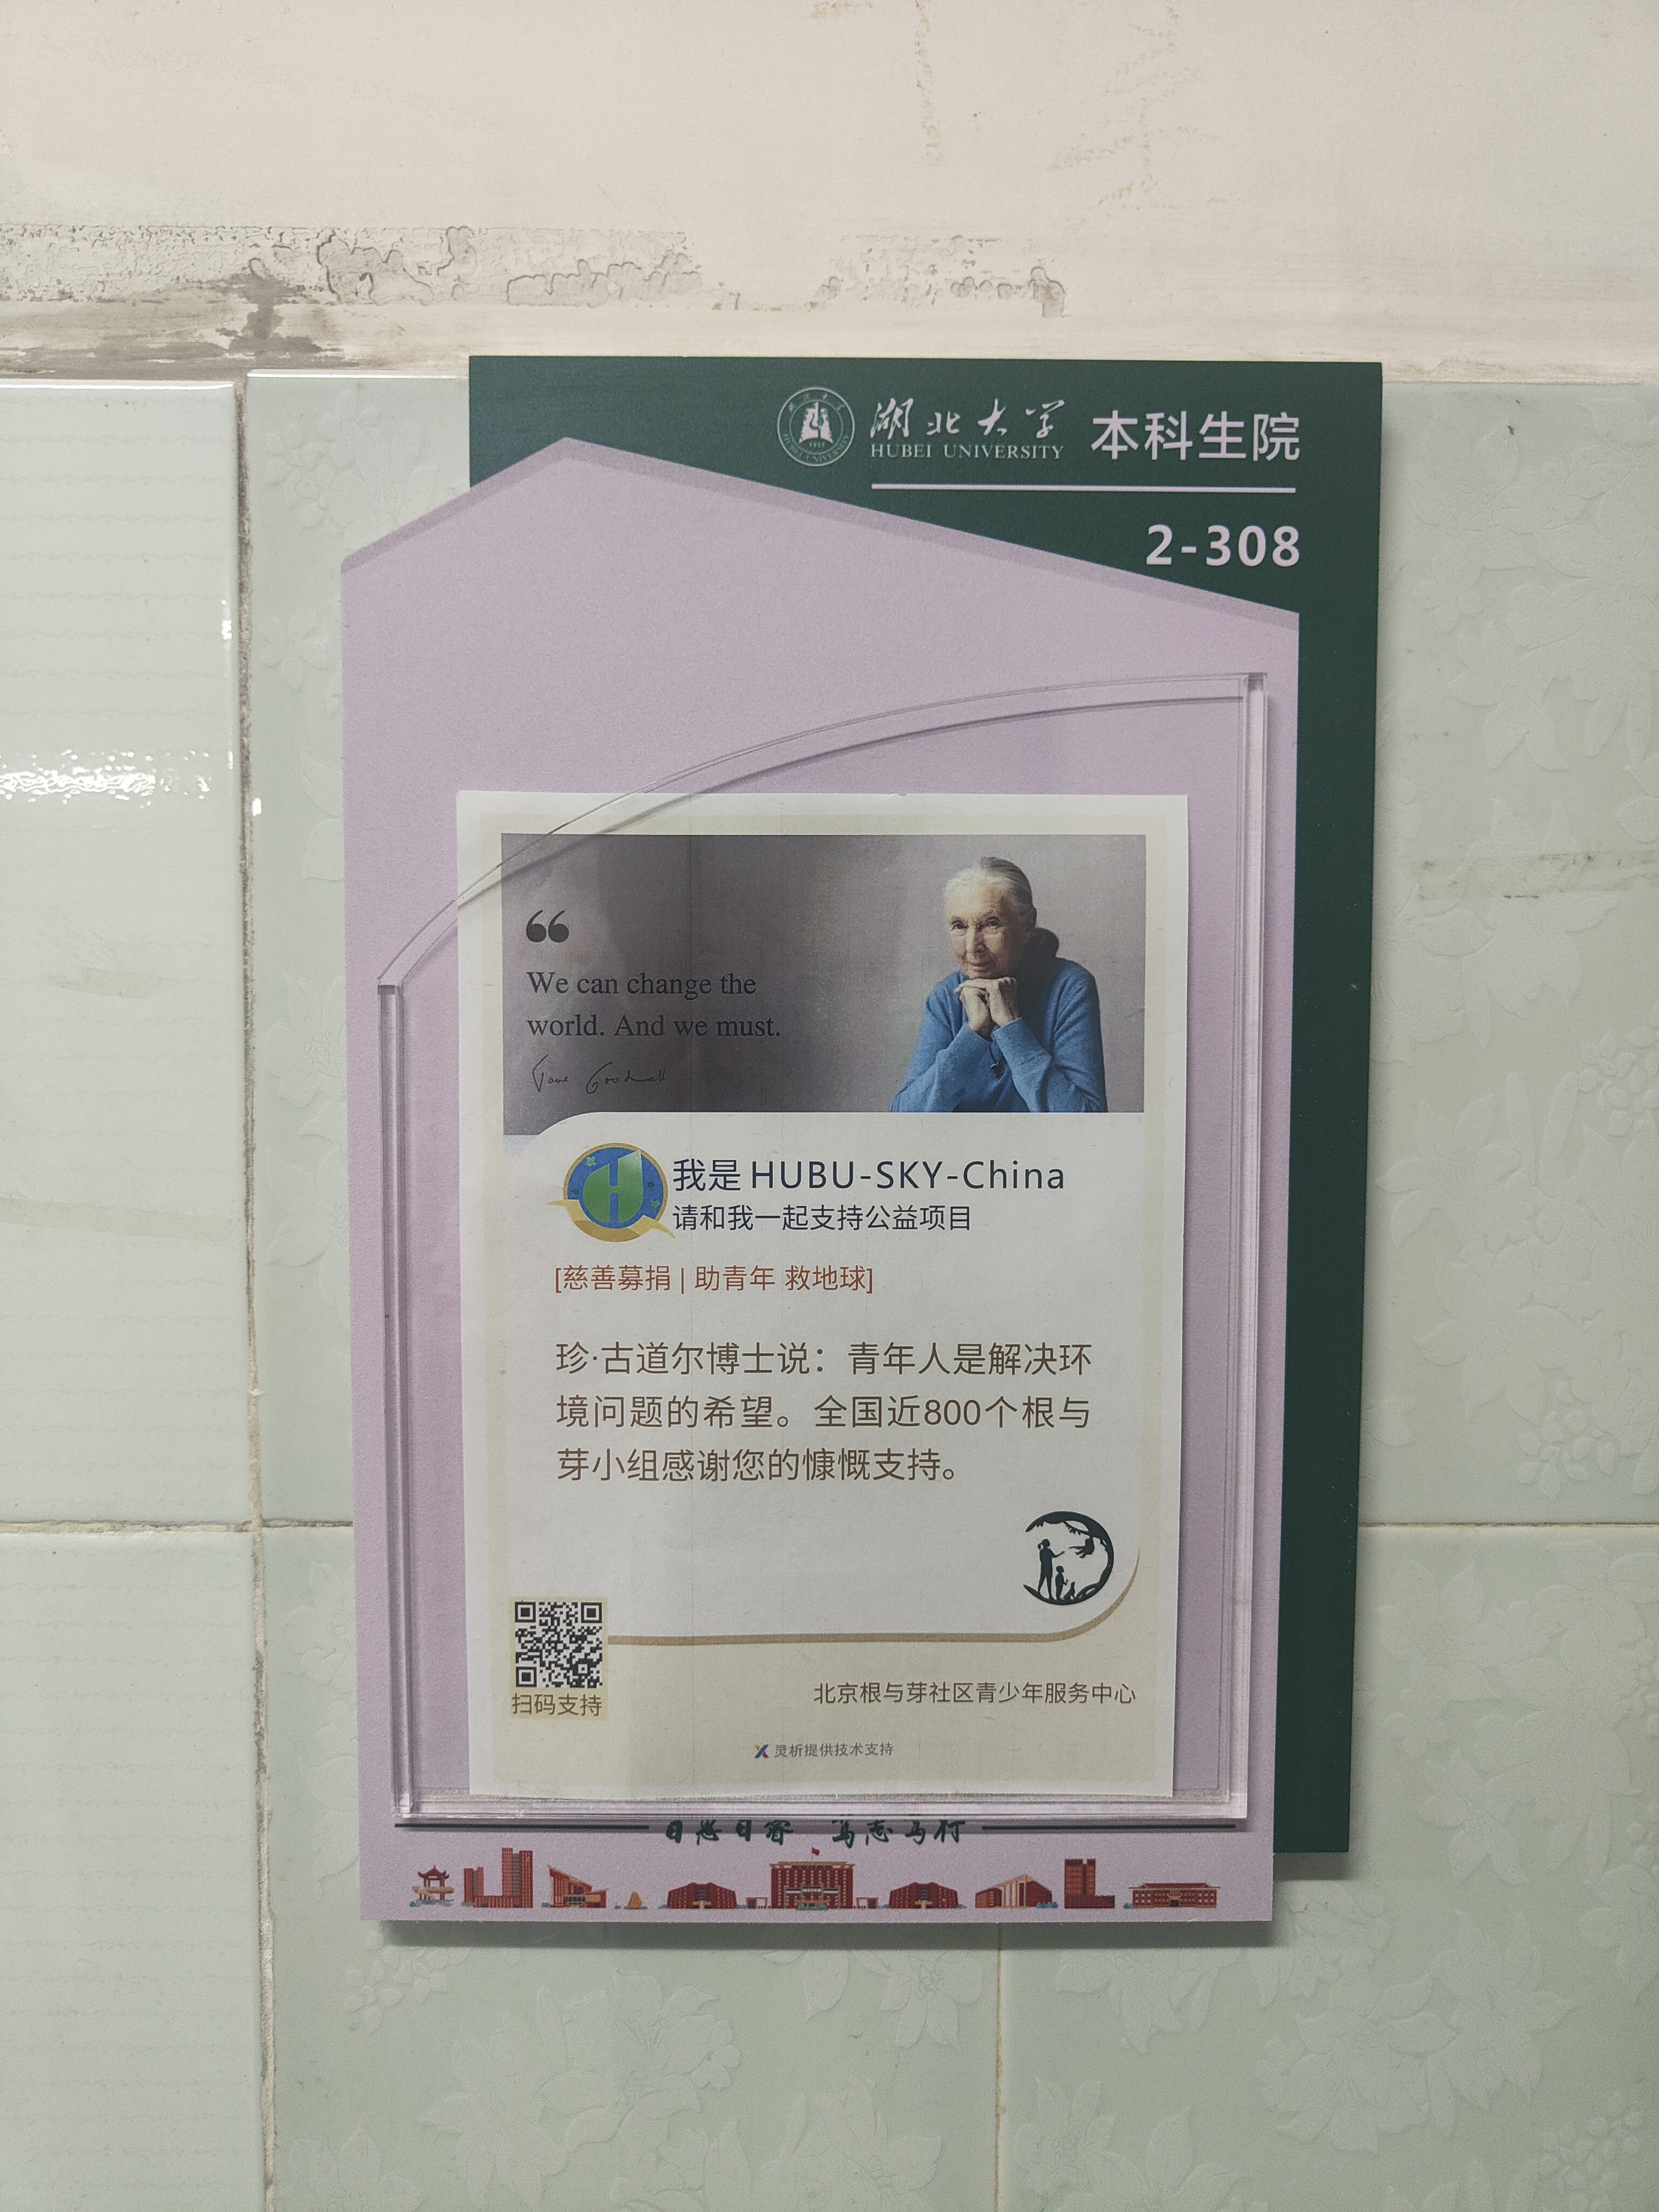 湖北大学
HUBEI UNIVERSITY
本科生院
2-308
We can change the
world. And we must.
Jane Goodall
我是 HUBU-SKY-China
请和我一起支持公益项目
[慈善募捐 | 助青年 救地球]
珍·古道尔博士说：青年人是解决环
境问题的希望。全国近800个根与
芽小组感谢您的慷慨支持。
扫码支持
北京根与芽社区青少年服务中心
灵析提供技术支持
日思日睿 笃志笃行